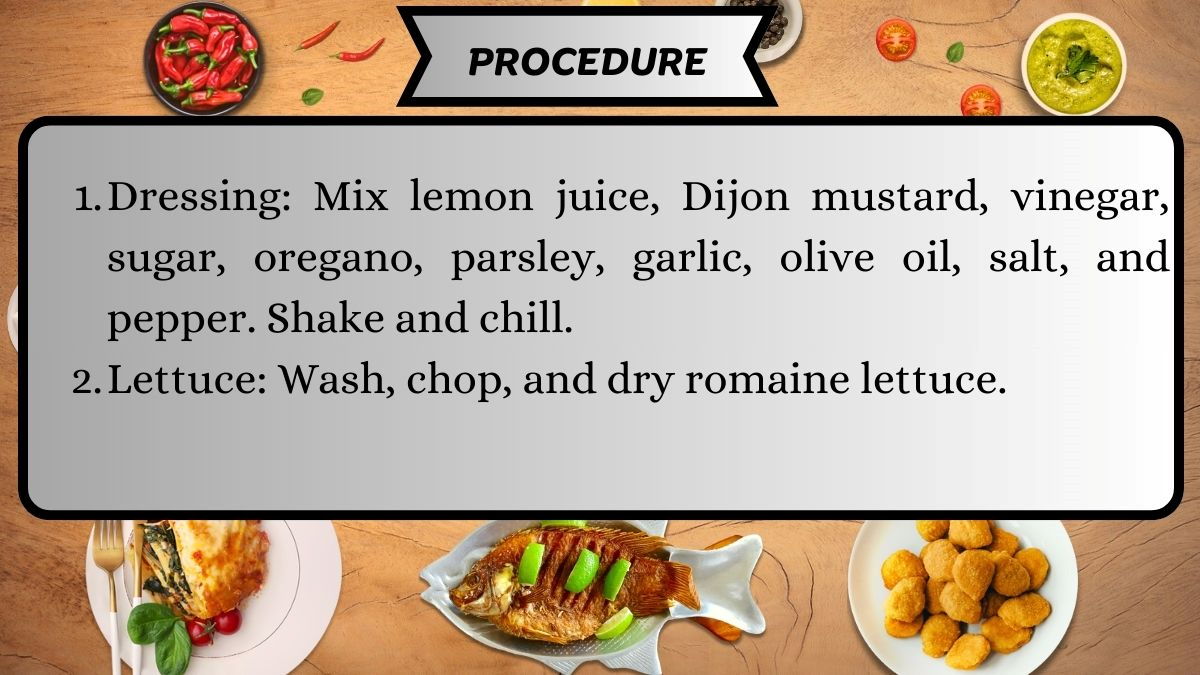 PROCEDURE
1. Dressing: Mix lemon juice, Dijon mustard, vinegar,
sugar, oregano, parsley, garlic, olive oil, salt, and
pepper. Shake and chill.
2. Lettuce: Wash, chop, and dry romaine lettuce.